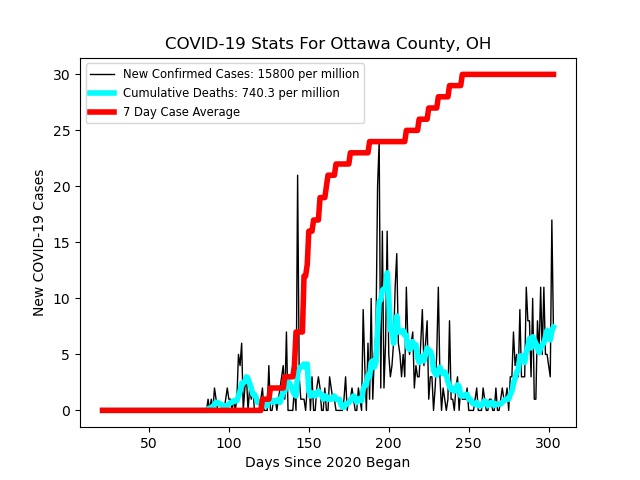 COVID-19 Stats For Ottawa County, OH
New Confirmed Cases: 15800 per million
Cumulative Deaths: 740.3 per million
7 Day Case Average
30
25
20
15
10
5
0
New COVID-19 Cases
50 100 150 200 250 300
Days Since 2020 Began